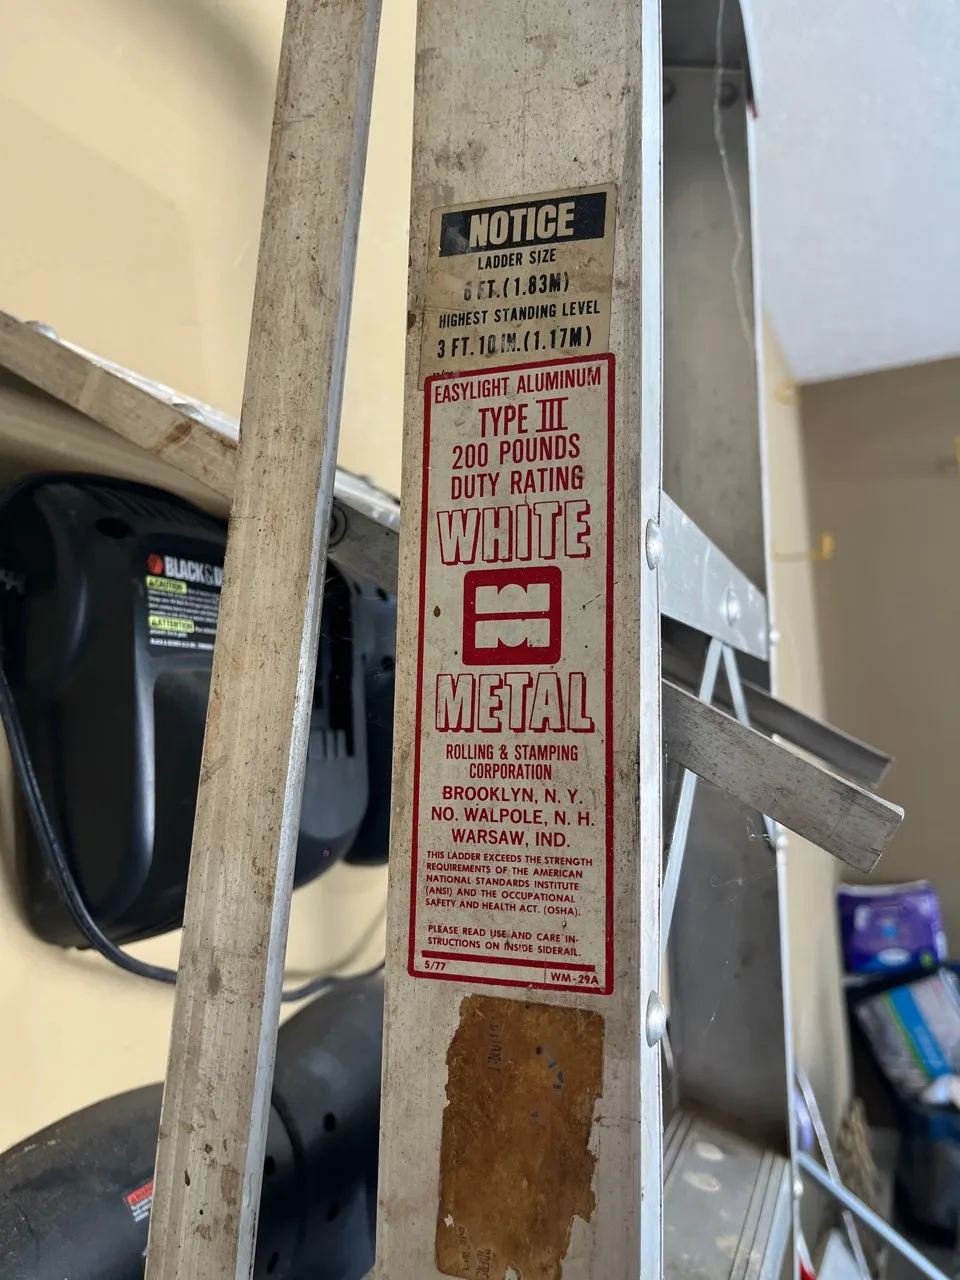 NOTICE
LADDER SIZE
6 FT.(1.83M)
HIGHEST STANDING LEVEL
3 FT. 10 IN.(1.17M)
EASYLIGHT ALUMINUM
TYPE III
200 POUNDS
DUTY RATING
WHITE
METAL
ROLLING & STAMPING
CORPORATION
BROOKLYN, N. Y.
NO. WALPOLE, N. H.
WARSAW, IND.
THIS LADDER EXCEEDS THE STRENGTH
REQUIREMENTS OF THE AMERICAN
NATIONAL STANDARDS INSTITUTE
(ANSI) AND THE OCCUPATIONAL
SAFETY AND HEALTH ACT. (OSHA).
PLEASE READ USE AND CARE IN-
STRUCTIONS ON INSIDE SIDERAIL.
5/77 WM-29A
BLACK&D
CAUTION
ATTENTION